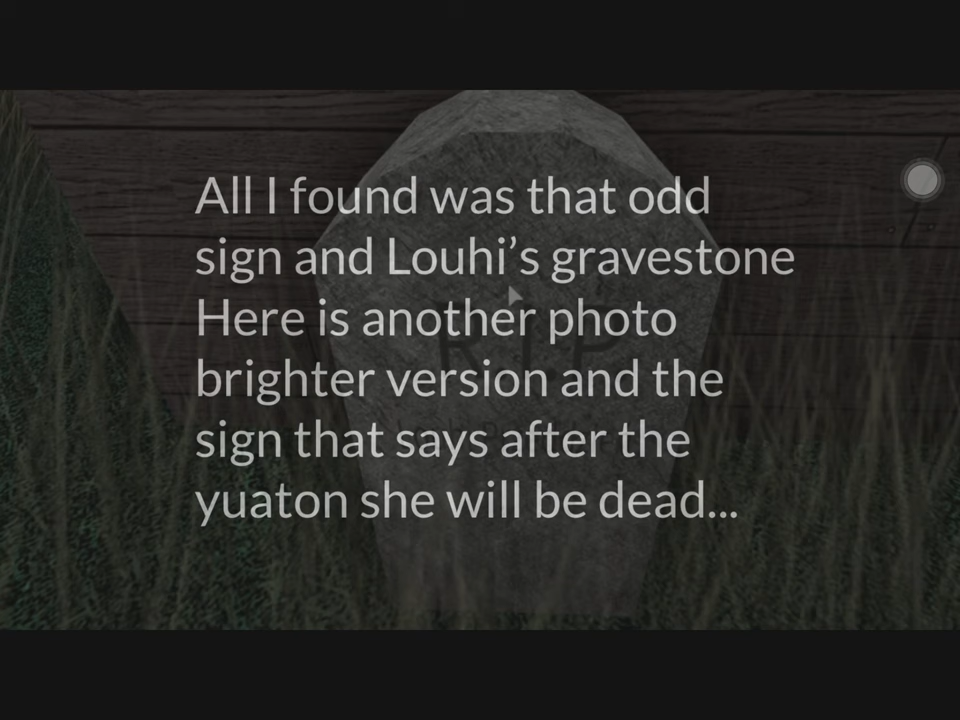 All I found was that odd
sign and Louhi’s gravestone
Here is another photo
brighter version and the
sign that says after the
yuaton she will be dead...
R.I.P